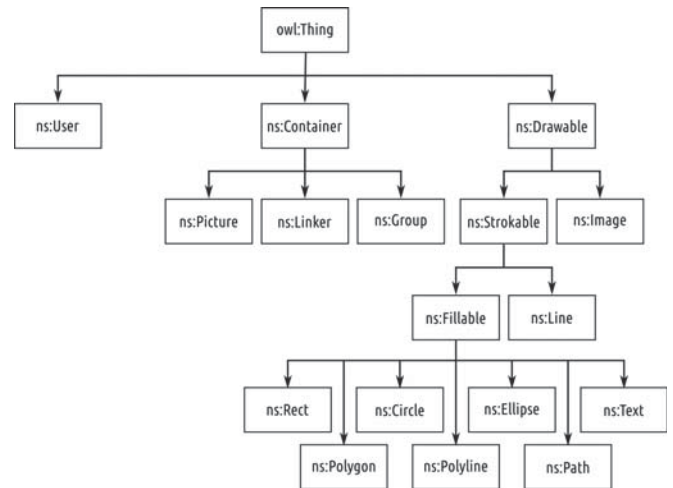 owl:Thing
ns:User
ns:Container
ns:Drawable
ns:Picture
ns:Linker
ns:Group
ns:Strokable
ns:Image
ns:Fillable
ns:Line
ns:Rect
ns:Circle
ns:Ellipse
ns:Text
ns:Polygon
ns:Polyline
ns:Path